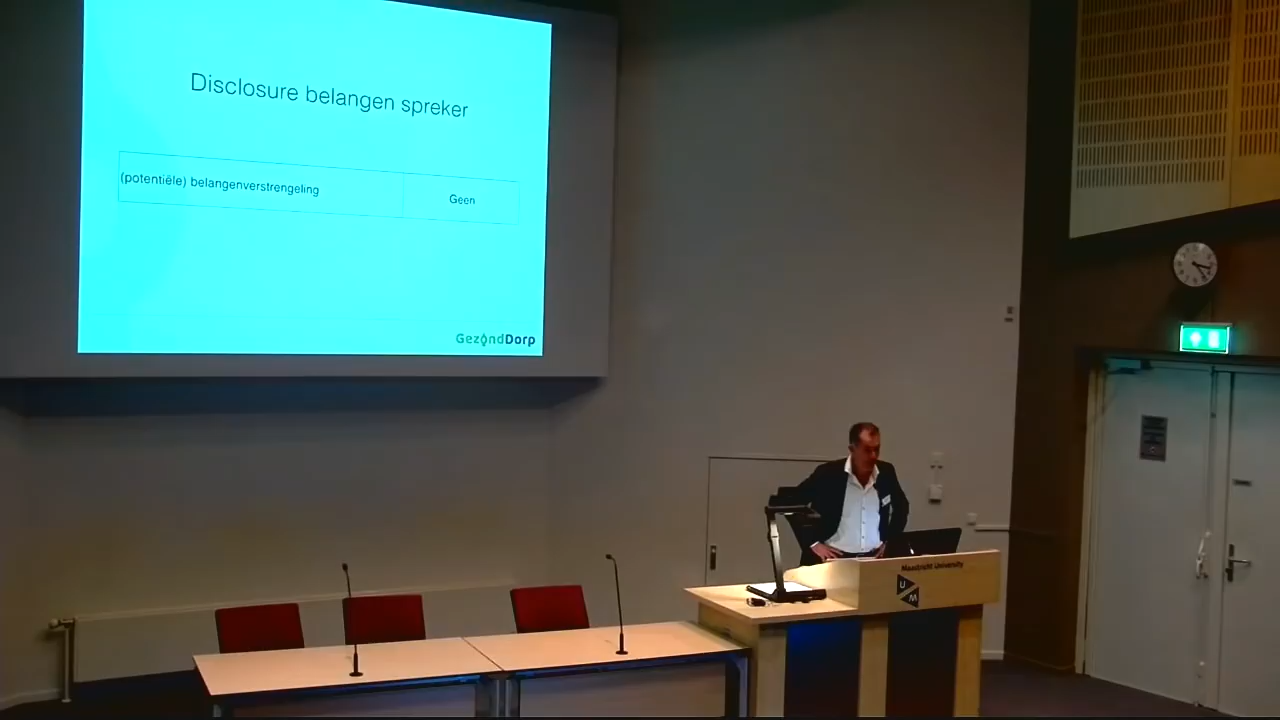 Disclosure belangen spreker
(potentiële) belangenverstrengeling
Geen
GezondDorp
Maastricht University
U
M